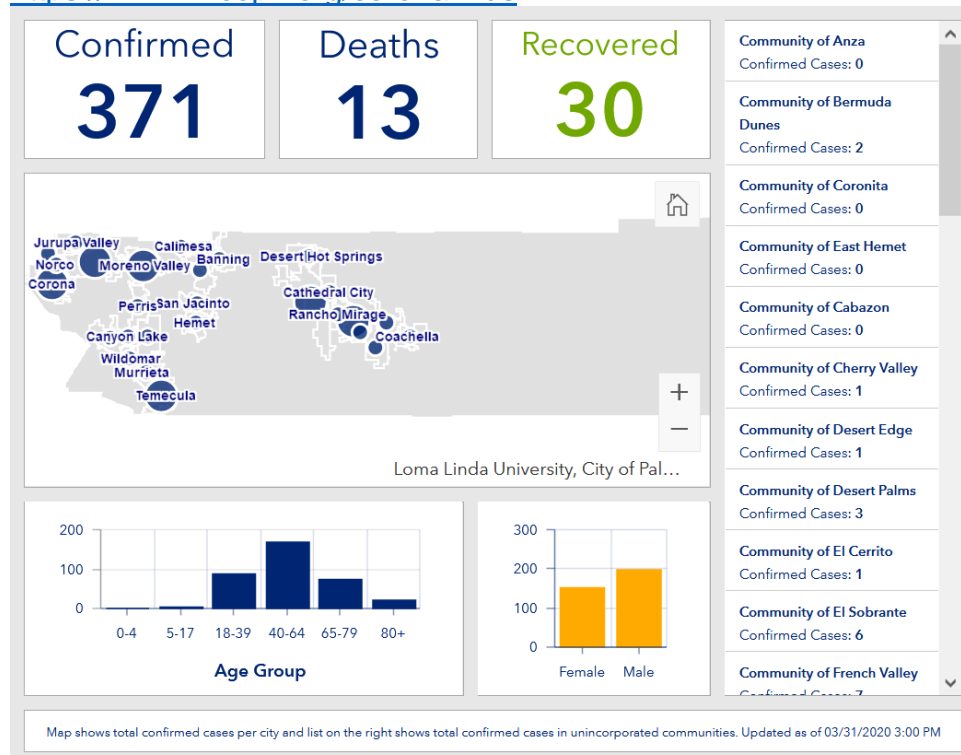 Confirmed
371
Deaths
13
Recovered
30
Jurupa Valley
Calimesa
Norco
Moreno Valley
Banning
Desert Hot Springs
Corona
Cathedral City
Perris
San Jacinto
Rancho Mirage
Hemet
Canyon Lake
Coachella
Wildomar
Murrieta
Temecula
+
−
Loma Linda University, City of Pal...
200
100
0
0-4 5-17 18-39 40-64 65-79 80+
Age Group
300
200
100
0
Female Male
Community of Anza
Confirmed Cases: 0
Community of Bermuda
Dunes
Confirmed Cases: 2
Community of Coronita
Confirmed Cases: 0
Community of East Hemet
Confirmed Cases: 0
Community of Cabazon
Confirmed Cases: 0
Community of Cherry Valley
Confirmed Cases: 1
Community of Desert Edge
Confirmed Cases: 1
Community of Desert Palms
Confirmed Cases: 3
Community of El Cerrito
Confirmed Cases: 1
Community of El Sobrante
Confirmed Cases: 6
Community of French Valley
Confirmed Cases: 7
Map shows total confirmed cases per city and list on the right shows total confirmed cases in unincorporated communities. Updated as of 03/31/2020 3:00 PM